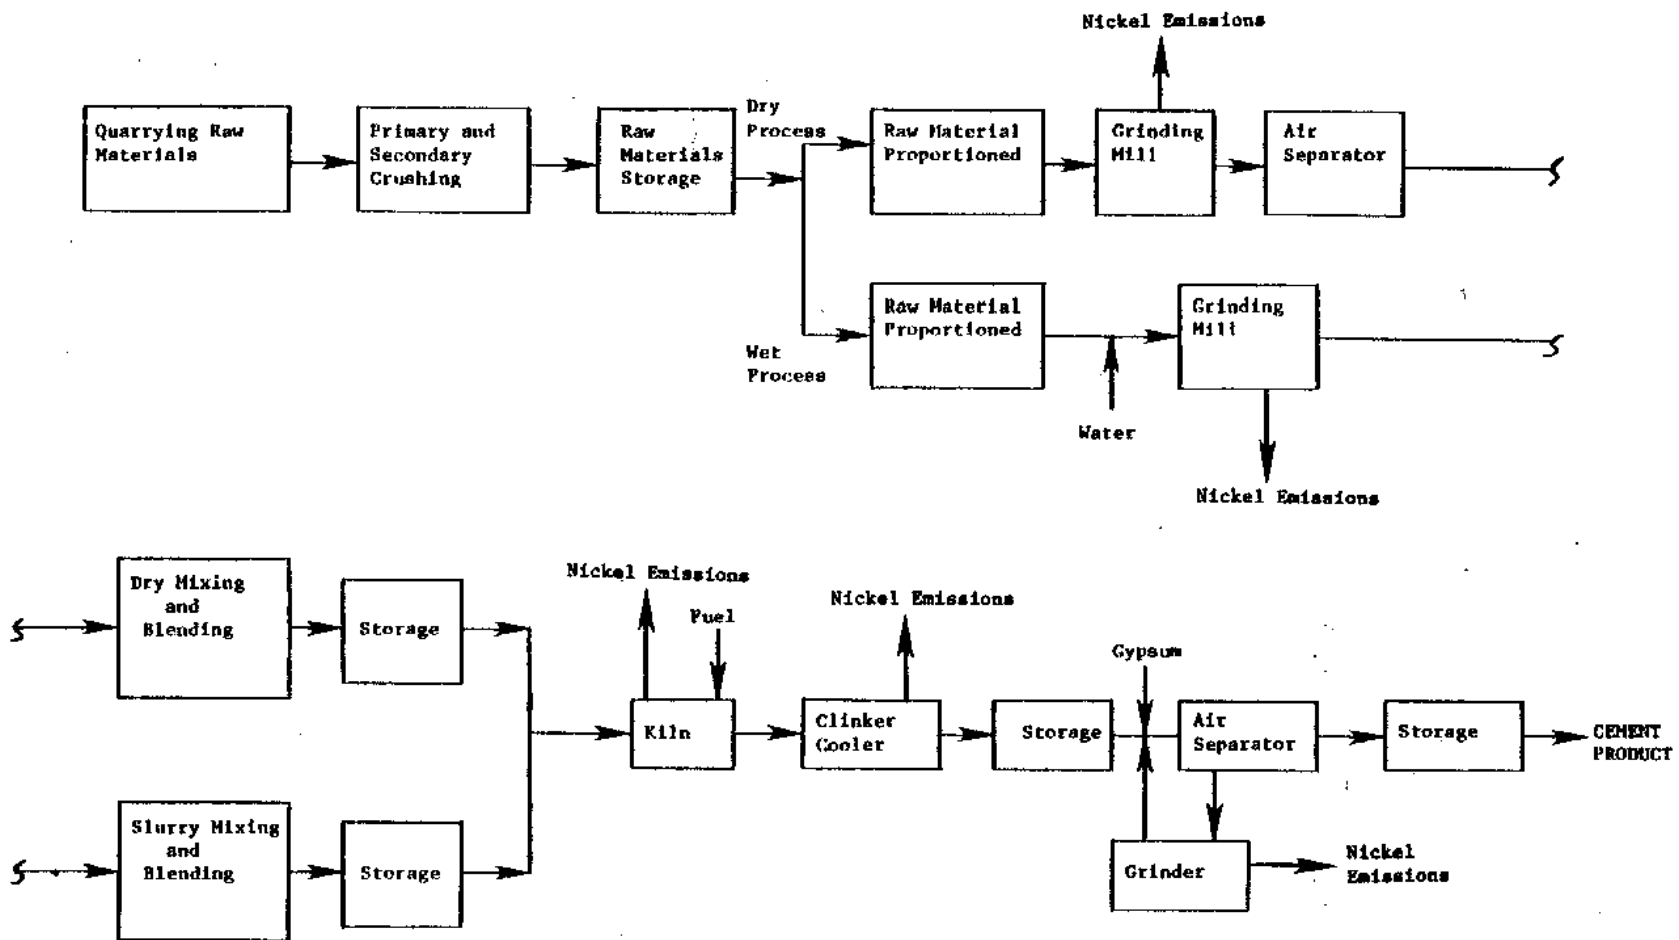 Nickel Emissions
Quarrying Raw
Materials
Primary and
Secondary
Crushing
Raw
Materials
Storage
Dry
Process
Raw Material
Proportioned
Grinding
Mill
Air
Separator
Wet
Process
Raw Material
Proportioned
Water
Grinding
Mill
Nickel Emissions
Dry Mixing
and
Blending
Storage
Slurry Mixing
and
Blending
Storage
Nickel Emissions
Fuel
Kiln
Nickel Emissions
Clinker
Cooler
Storage
Gypsum
Air
Separator
Grinder
Nickel
Emissions
Storage
CEMENT
PRODUCT